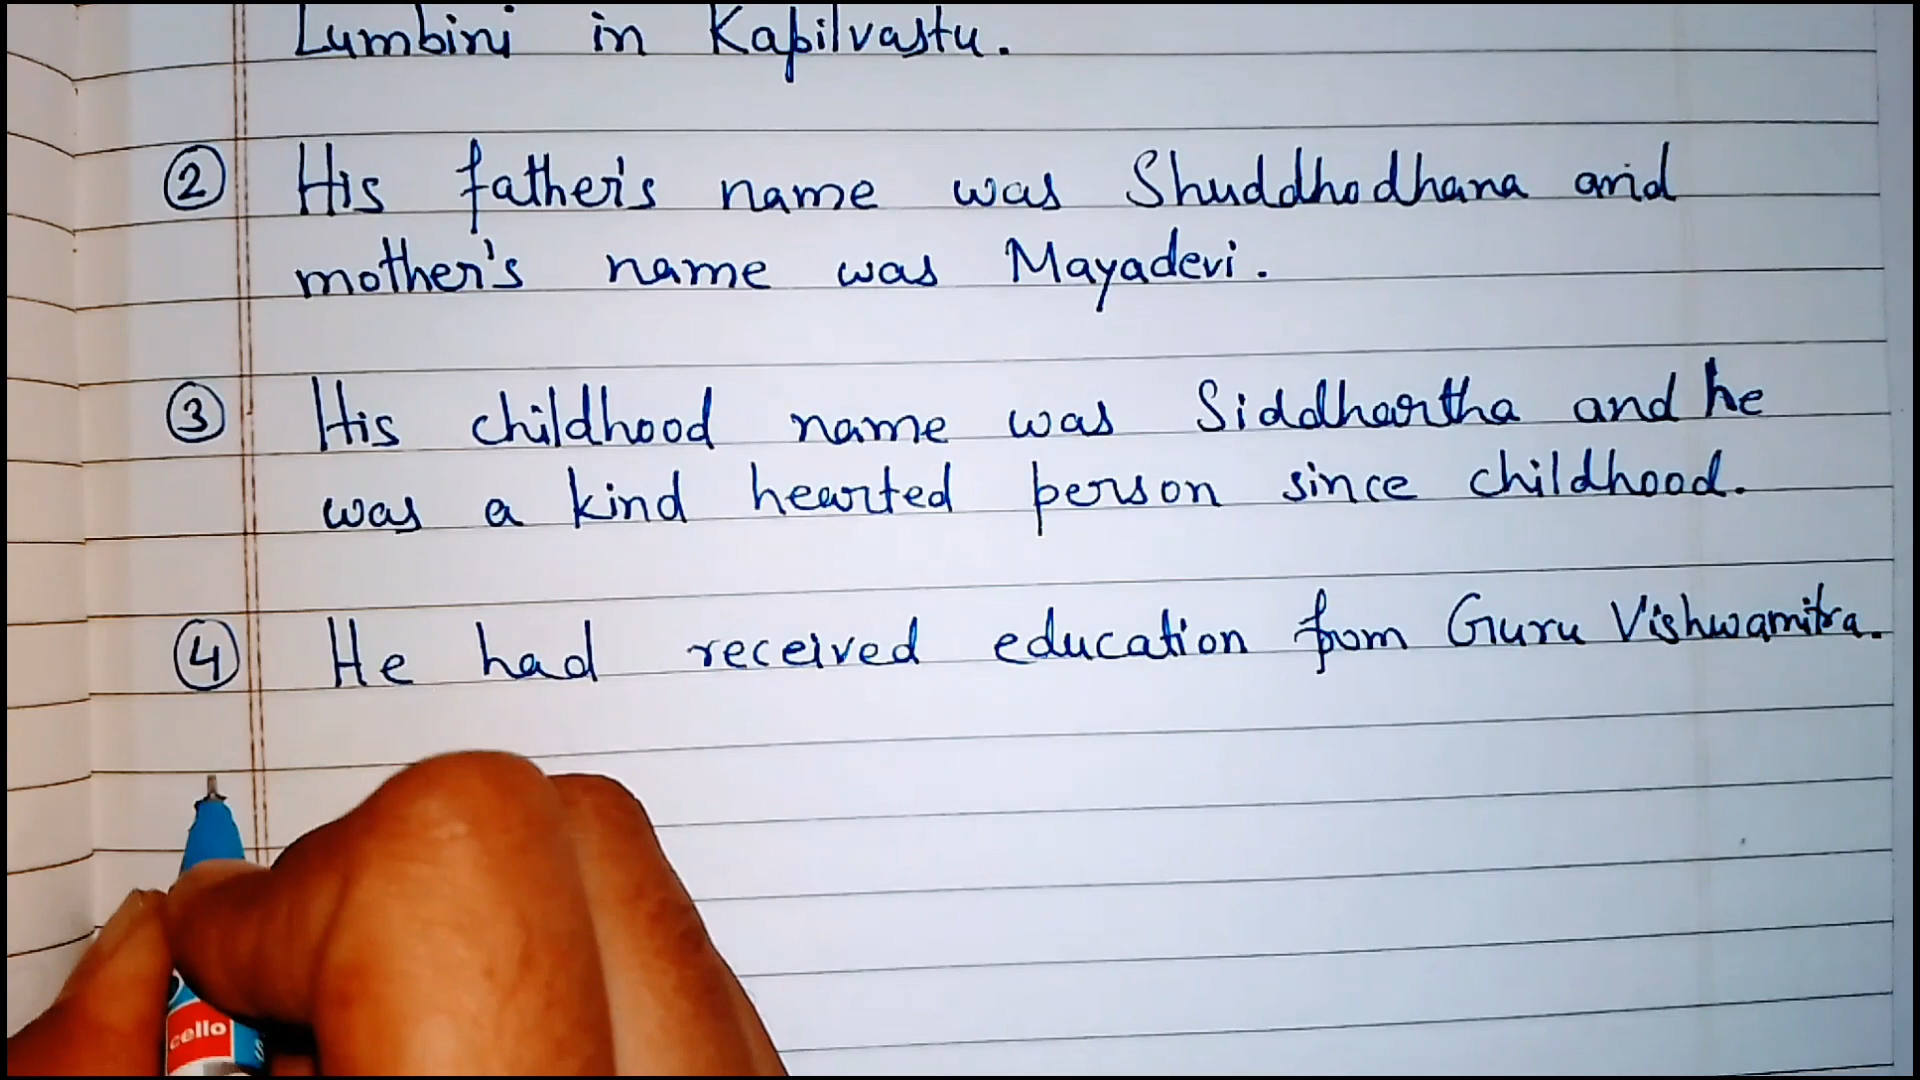 Lumbini in Kapilvastu.
② His father's name was Shuddhodhana and
mother's name was Mayadevi.
③ His childhood name was Siddhartha and he
was a kind hearted person since childhood.
④ He had received education from Guru Vishwamitra.
cello